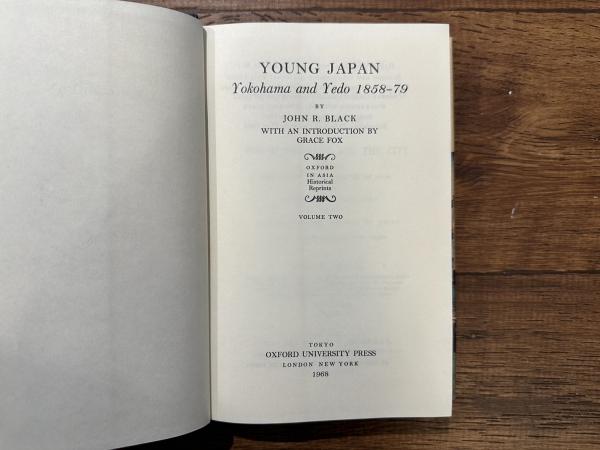 YOUNG JAPAN
Yokohama and Yedo 1858-79
BY
JOHN R. BLACK
WITH AN INTRODUCTION BY
GRACE FOX
OXFORD
IN ASIA
Historical
Reprints
VOLUME TWO
TOKYO
OXFORD UNIVERSITY PRESS
LONDON NEW YORK
1968